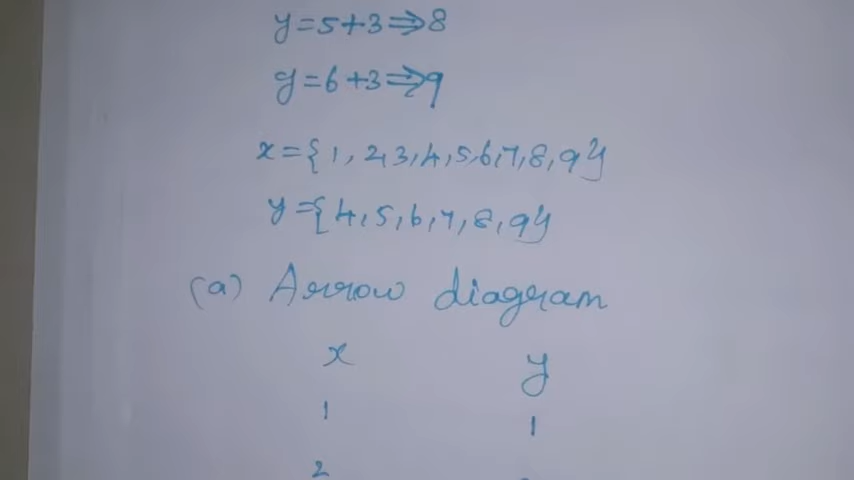 y=5+3⇒8
y=6+3⇒9
x={1,2,3,4,5,6,7,8,9}
y={4,5,6,7,8,9}
(a) Arrow diagram
x y
1 1
2